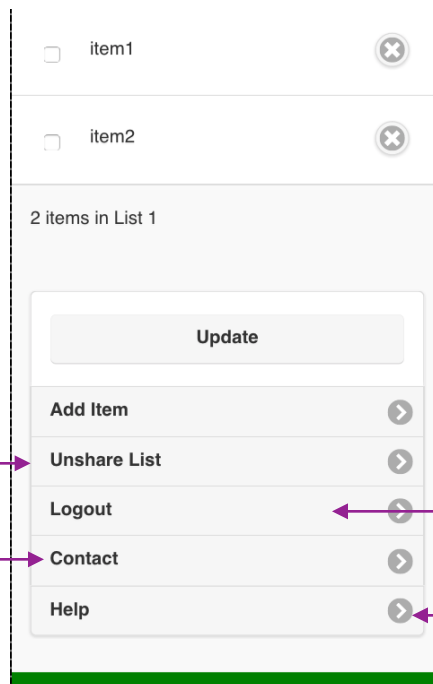 item1
item2
2 items in List 1
Update
Add Item
Unshare List
Logout
Contact
Help